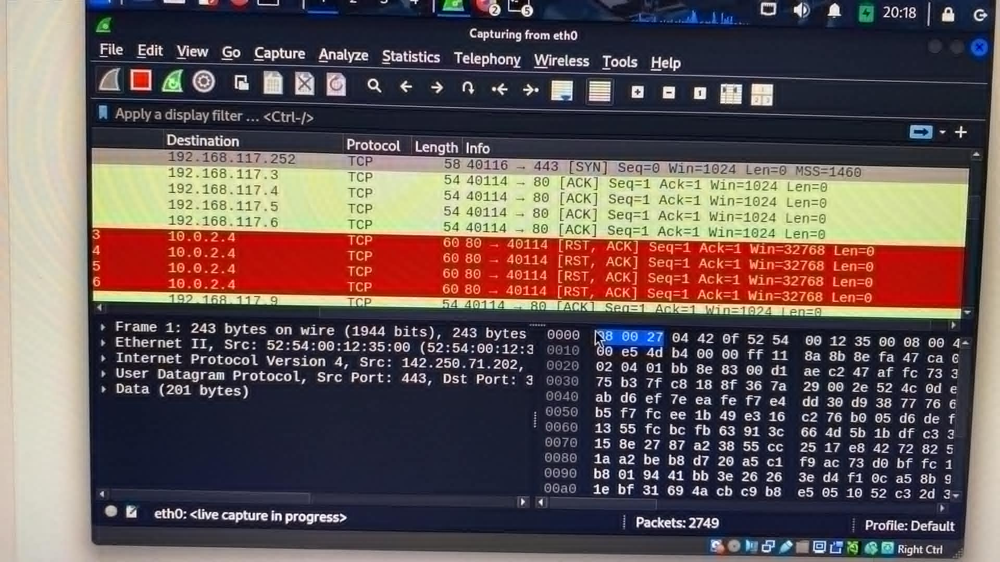 2
5
20:18
Capturing from eth0
File Edit View Go Capture Analyze Statistics Telephony Wireless Tools Help
Apply a display filter ... <Ctrl-/>
Destination Protocol Length Info
192.168.117.252 TCP 58 40116 → 443 [SYN] Seq=0 Win=1024 Len=0 MSS=1460
192.168.117.3 TCP 54 40114 → 80 [ACK] Seq=1 Ack=1 Win=1024 Len=0
192.168.117.4 TCP 54 40114 → 80 [ACK] Seq=1 Ack=1 Win=1024 Len=0
192.168.117.5 TCP 54 40114 → 80 [ACK] Seq=1 Ack=1 Win=1024 Len=0
192.168.117.6 TCP 54 40114 → 80 [ACK] Seq=1 Ack=1 Win=1024 Len=0
3 10.0.2.4 TCP 60 80 → 40114 [RST, ACK] Seq=1 Ack=1 Win=32768 Len=0
4 10.0.2.4 TCP 60 80 → 40114 [RST, ACK] Seq=1 Ack=1 Win=32768 Len=0
5 10.0.2.4 TCP 60 80 → 40114 [RST, ACK] Seq=1 Ack=1 Win=32768 Len=0
6 10.0.2.4 TCP 60 80 → 40114 [RST, ACK] Seq=1 Ack=1 Win=32768 Len=0
192.168.117.9 TCP 54 40114 → 80 [ACK] Seq=1 Ack=1 Win=1024 Len=0
Frame 1: 243 bytes on wire (1944 bits), 243 bytes
Ethernet II, Src: 52:54:00:12:35:00 (52:54:00:12:3
Internet Protocol Version 4, Src: 142.250.71.202,
User Datagram Protocol, Src Port: 443, Dst Port: 3
Data (201 bytes)
0000 08 00 27 04 42 0f 52 54 00 12 35 00 08 00 4
0010 00 e5 4d b4 00 00 ff 11 8a 8b 8e fa 47 ca 0
0020 02 04 01 bb 8e 83 00 d1 ae c2 47 af fc 73 3
0030 75 b3 7f c8 18 8f 36 7a 29 00 2e 52 4c 0d e
0040 ab d6 ef 7e ea fe f7 e4 dd 30 d9 38 77 76 6
0050 b5 f7 fc ee 1b 49 e3 16 c2 76 b0 05 d6 de f
0060 13 55 fc bc fb 63 91 3c 66 4d 5b 1b df c3 3
0070 15 8e 27 87 a2 38 55 cc 25 17 e8 42 72 82 5
0080 1a a2 be b8 d7 20 a5 c1 f9 ac 73 d0 bf fc 1
0090 b8 01 94 41 bb 3e 26 26 3e d4 f1 0c a5 8b 9
00a0 1e bf 31 69 4a cb c9 b8 e5 05 10 52 c3 2d 3
eth0: <live capture in progress>
Packets: 2749
Profile: Default
Right Ctrl